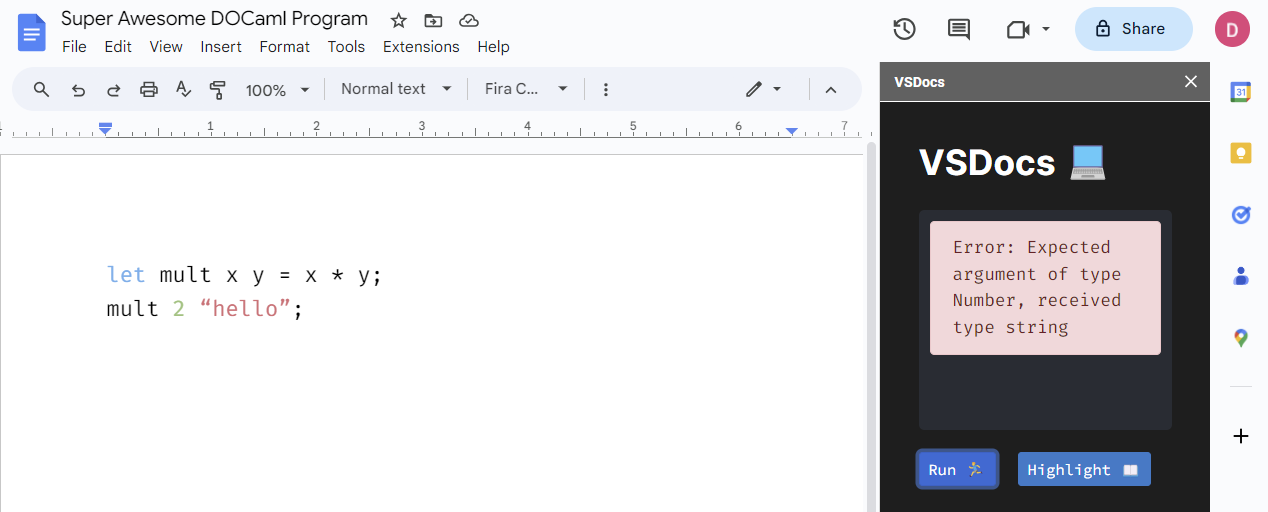 Super Awesome DOCaml Program
File Edit View Insert Format Tools Extensions Help
Share
D
100% Normal text Fira C...
1 2 3 4 5 6 7
31
VSDocs
VSDocs
let mult x y = x * y;
mult 2 “hello”;
Error: Expected
argument of type
Number, received
type string
Run
Highlight